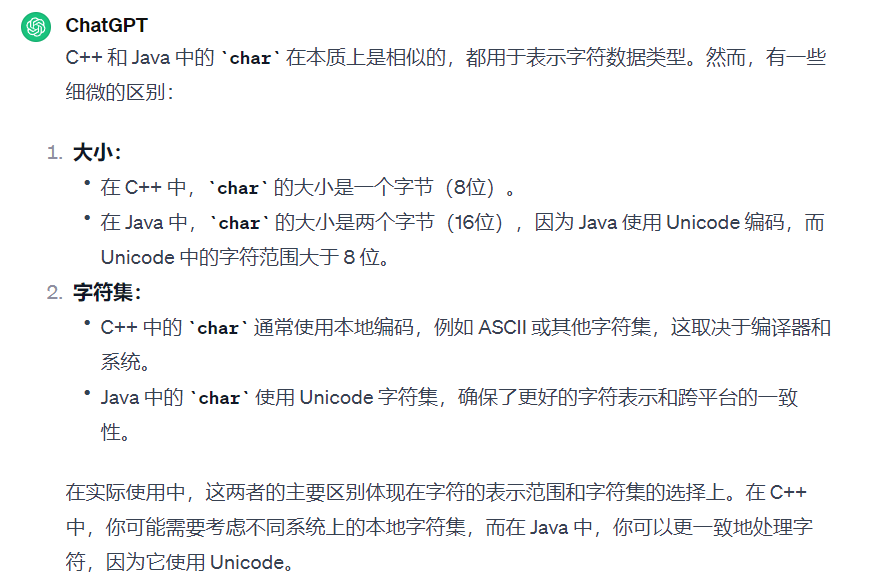 ChatGPT
C++ 和 Java 中的 `char` 在本质上是相似的，都用于表示字符数据类型。然而，有一些
细微的区别：
1. 大小：
• 在 C++ 中，`char` 的大小是一个字节（8位）。
• 在 Java 中，`char` 的大小是两个字节（16位），因为 Java 使用 Unicode 编码，而
Unicode 中的字符范围大于 8 位。
2. 字符集：
• C++ 中的 `char` 通常使用本地编码，例如 ASCII 或其他字符集，这取决于编译器和
系统。
• Java 中的 `char` 使用 Unicode 字符集，确保了更好的字符表示和跨平台的一致
性。
在实际使用中，这两者的主要区别体现在字符的表示范围和字符集的选择上。在 C++
中，你可能需要考虑不同系统上的本地字符集，而在 Java 中，你可以更一致地处理字
符，因为它使用 Unicode。